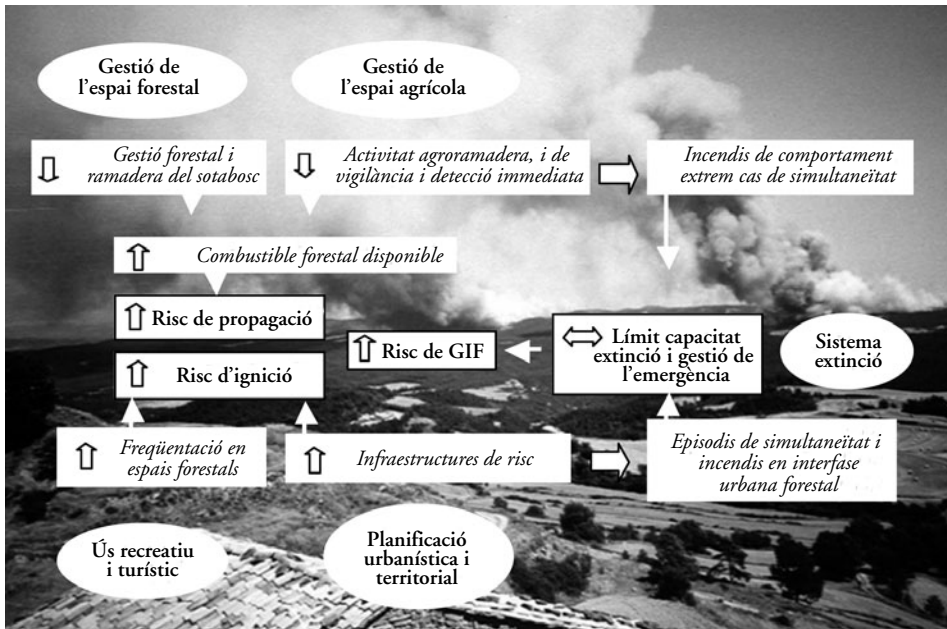 Gestió de
l'espai forestal
Gestió de
l'espai agrícola
Gestió forestal i
ramadera del sotabosc
Activitat agroramadera, i de
vigilància i detecció immediata
Incendis de comportament
extrem cas de simultaneïtat
Combustible forestal disponible
Risc de propagació
Risc d'ignició
Risc de GIF
Límit capacitat
extinció i gestió de
l'emergència
Sistema
extinció
Freqüentació en
espais forestals
Infraestructures de risc
Episodis de simultaneïtat i
incendis en interfase
urbana forestal
Ús recreatiu
i turístic
Planificació
urbanística i
territorial